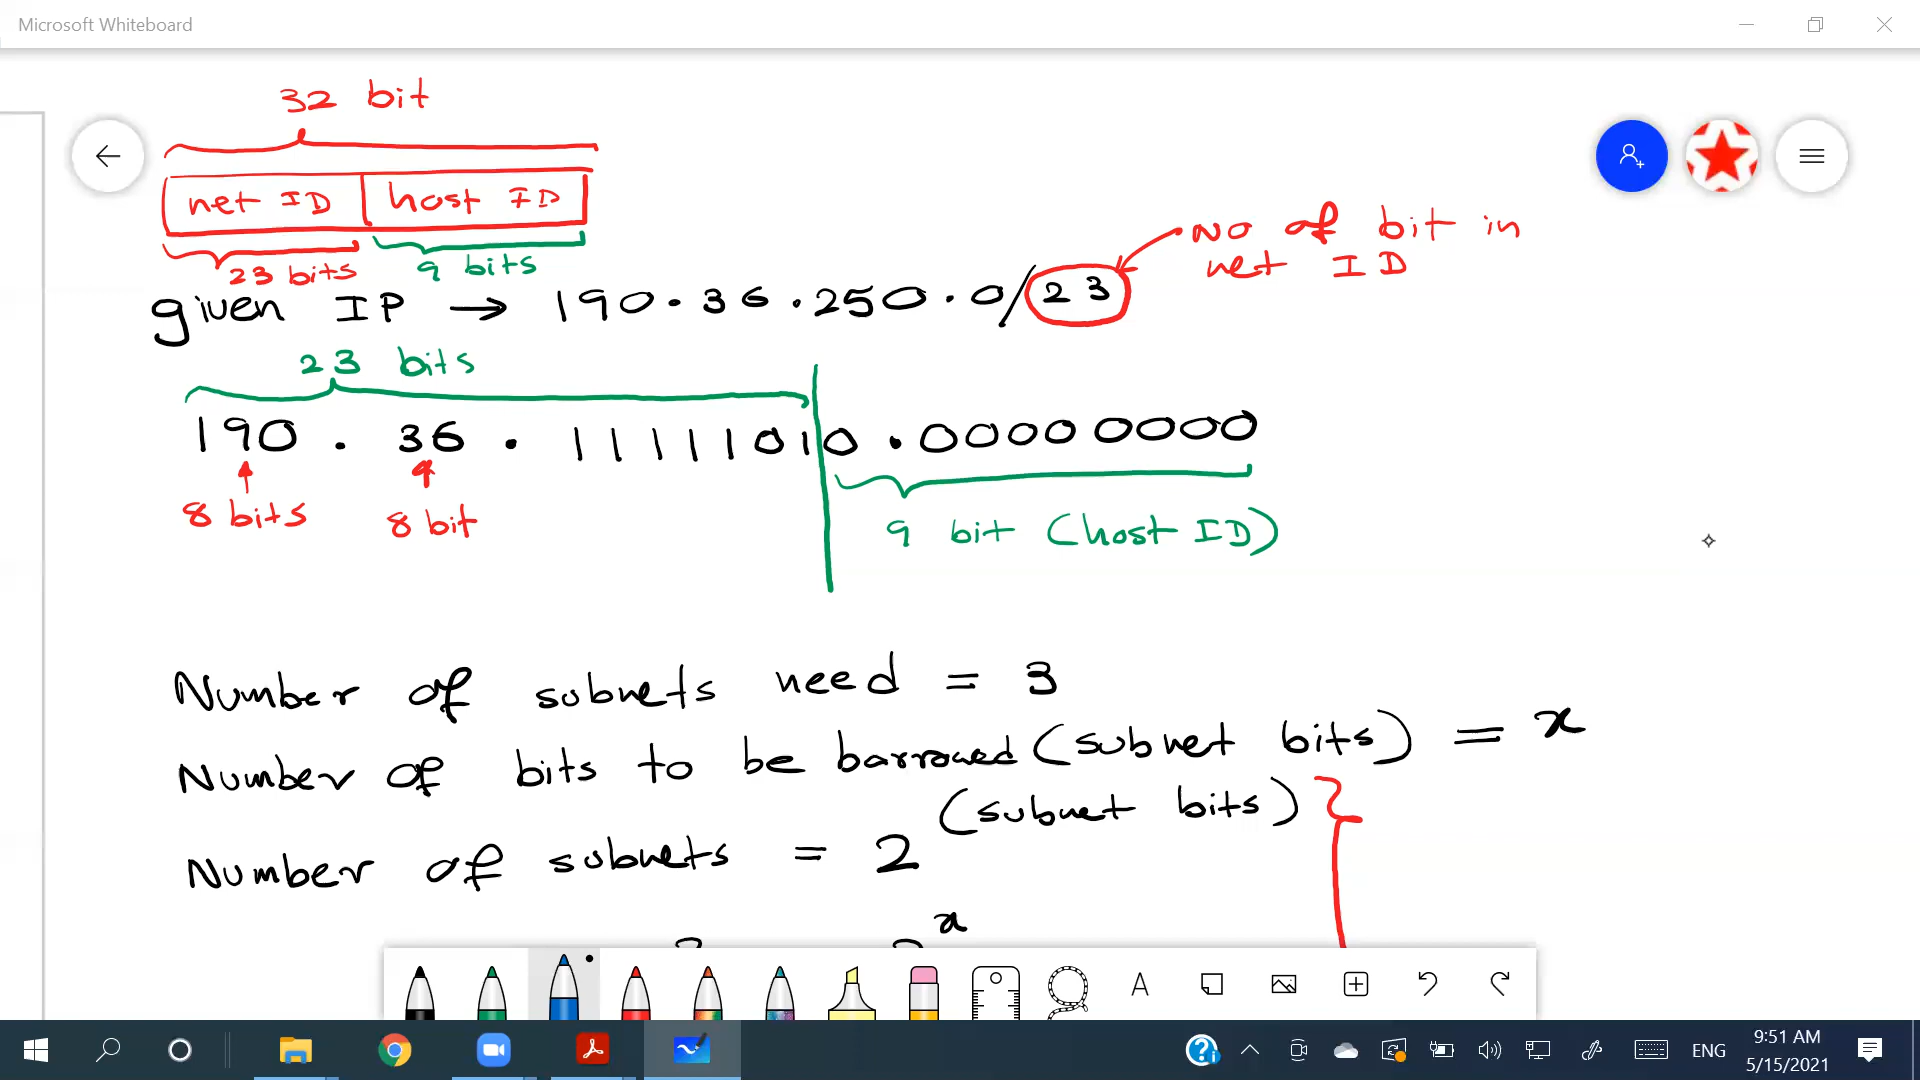 Microsoft Whiteboard
32 bit
net ID host ID
23 bits 9 bits
No of bit in
net ID
given IP → 190.36.250.0/23
23 bits
190 . 36 . 11111010 . 00000000
8 bits 8 bit
9 bit (host ID)
Number of subnets need = 3
Number of bits to be barrowed (subnet bits) = x
Number of subnets = 2 (subnet bits)
x
A
ENG
9:51 AM
5/15/2021